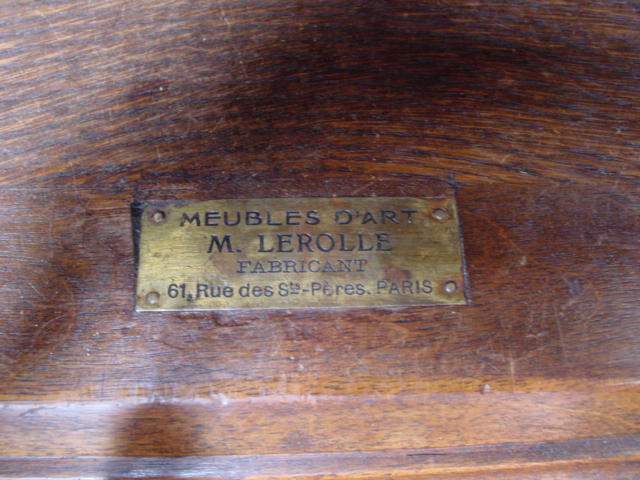 MEUBLES D'ART
M. LEROLLE
FABRICANT
61, Rue des Sts-Pères. PARIS